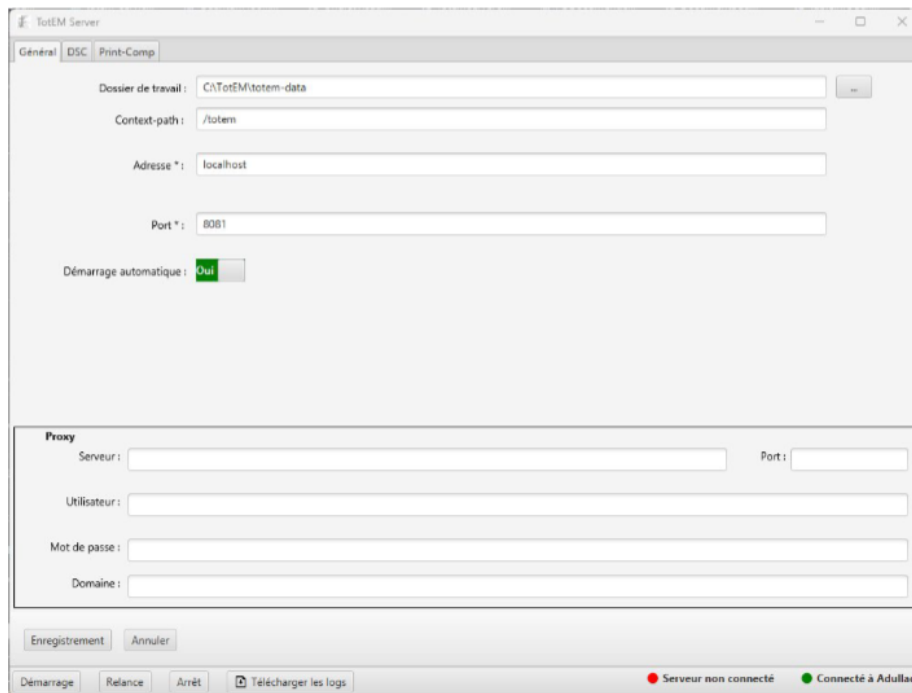 TotEM Server
Général DSC Print-Comp
Dossier de travail : C:\TotEM\totem-data ...
Context-path : /totem
Adresse * : localhost
Port * : 8081
Démarrage automatique : Oui
Proxy
Serveur : Port :
Utilisateur :
Mot de passe :
Domaine :
Enregistrement Annuler
Démarrage Relance Arrêt Télécharger les logs Serveur non connecté Connecté à